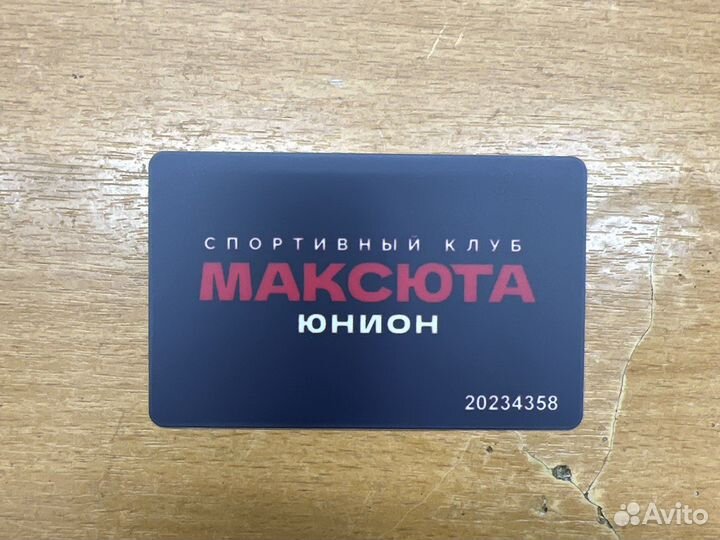 СПОРТИВНЫЙ КЛУБ
МАКСЮТА
ЮНИОН
20234358
Avito